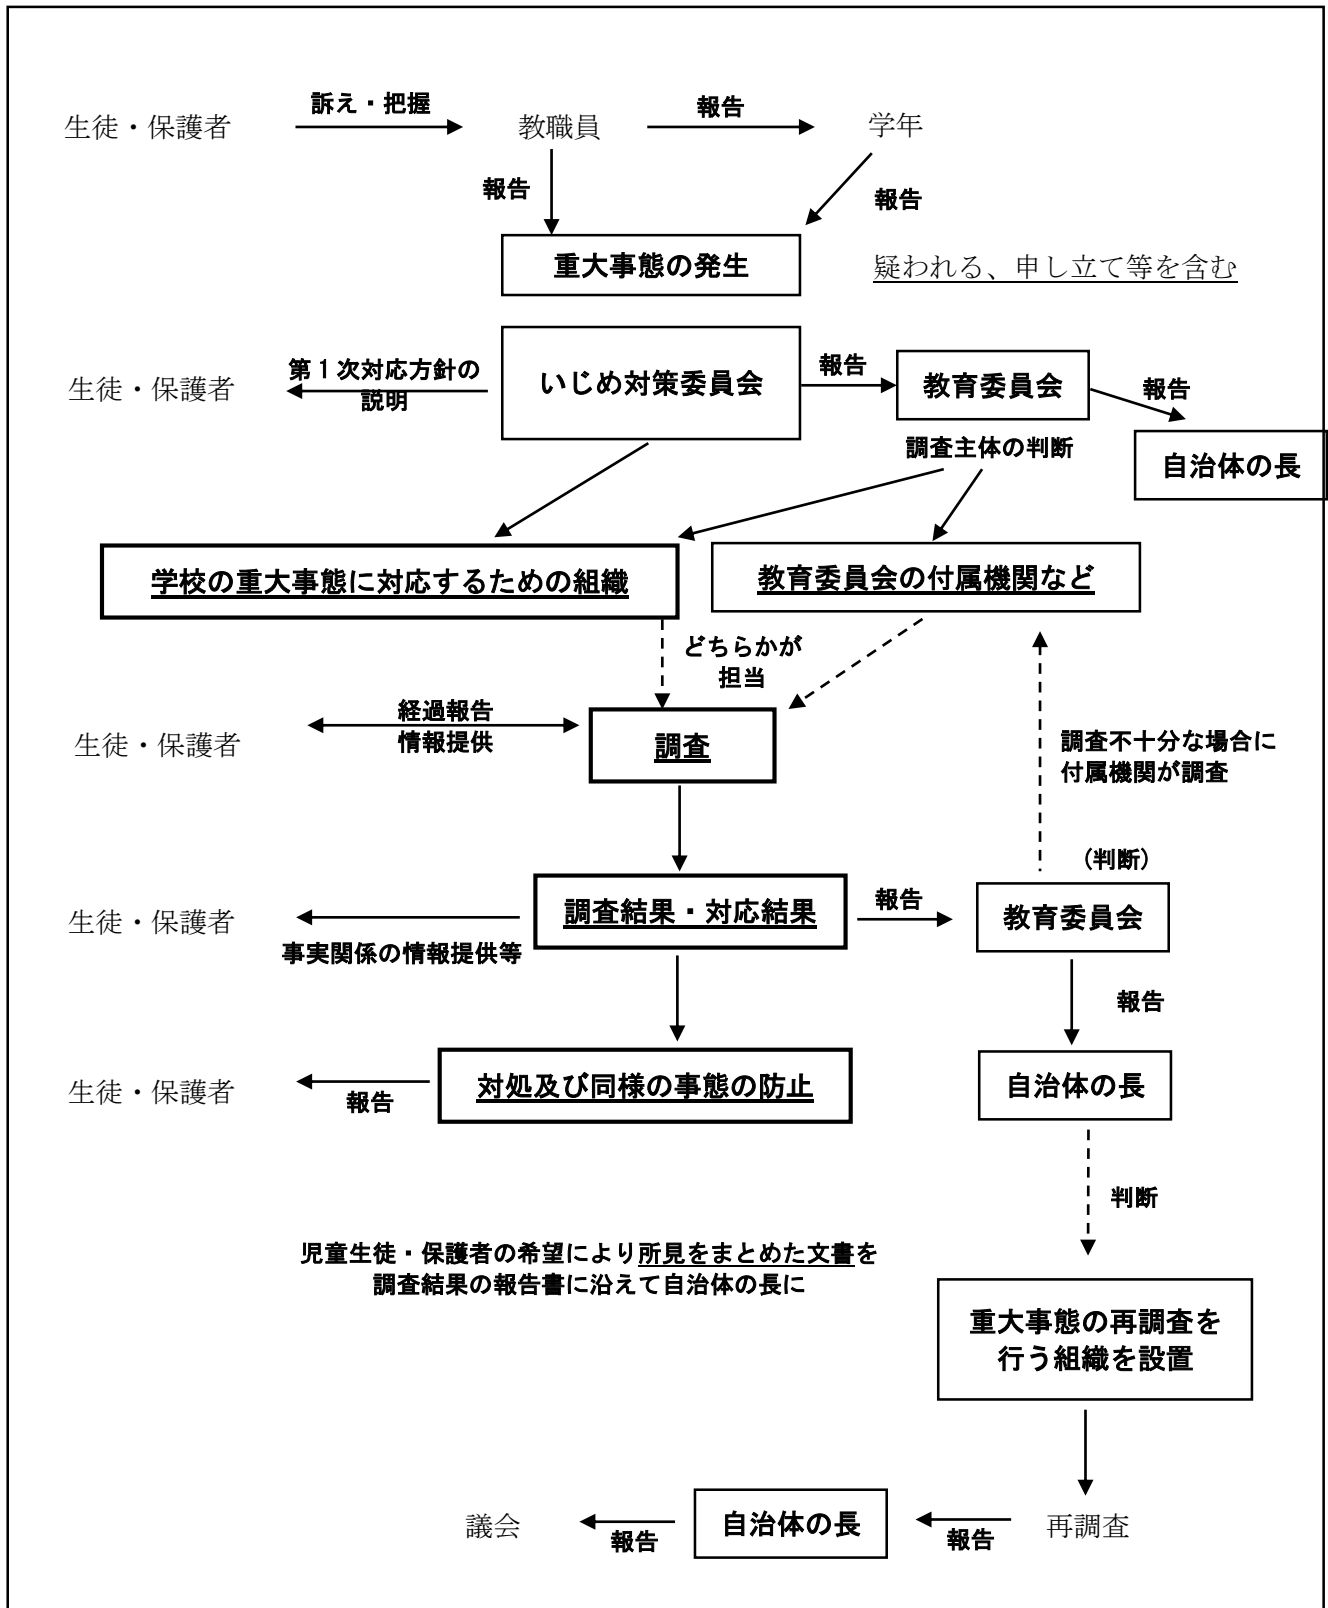 訴え・把握
報告
生徒・保護者
教職員
学年
報告
報告
重大事態の発生
疑われる、申し立て等を含む
生徒・保護者
第1次対応方針の
説明
いじめ対策委員会
報告
教育委員会
報告
調査主体の判断
自治体の長
学校の重大事態に対応するための組織
教育委員会の付属機関など
どちらかが
担当
生徒・保護者
経過報告
情報提供
調査
調査不十分な場合に
付属機関が調査
(判断)
生徒・保護者
事実関係の情報提供等
調査結果・対応結果
報告
教育委員会
報告
生徒・保護者
報告
対処及び同様の事態の防止
自治体の長
判断
児童生徒・保護者の希望により所見をまとめた文書を
調査結果の報告書に沿えて自治体の長に
重大事態の再調査を
行う組織を設置
議会
報告
自治体の長
報告
再調査